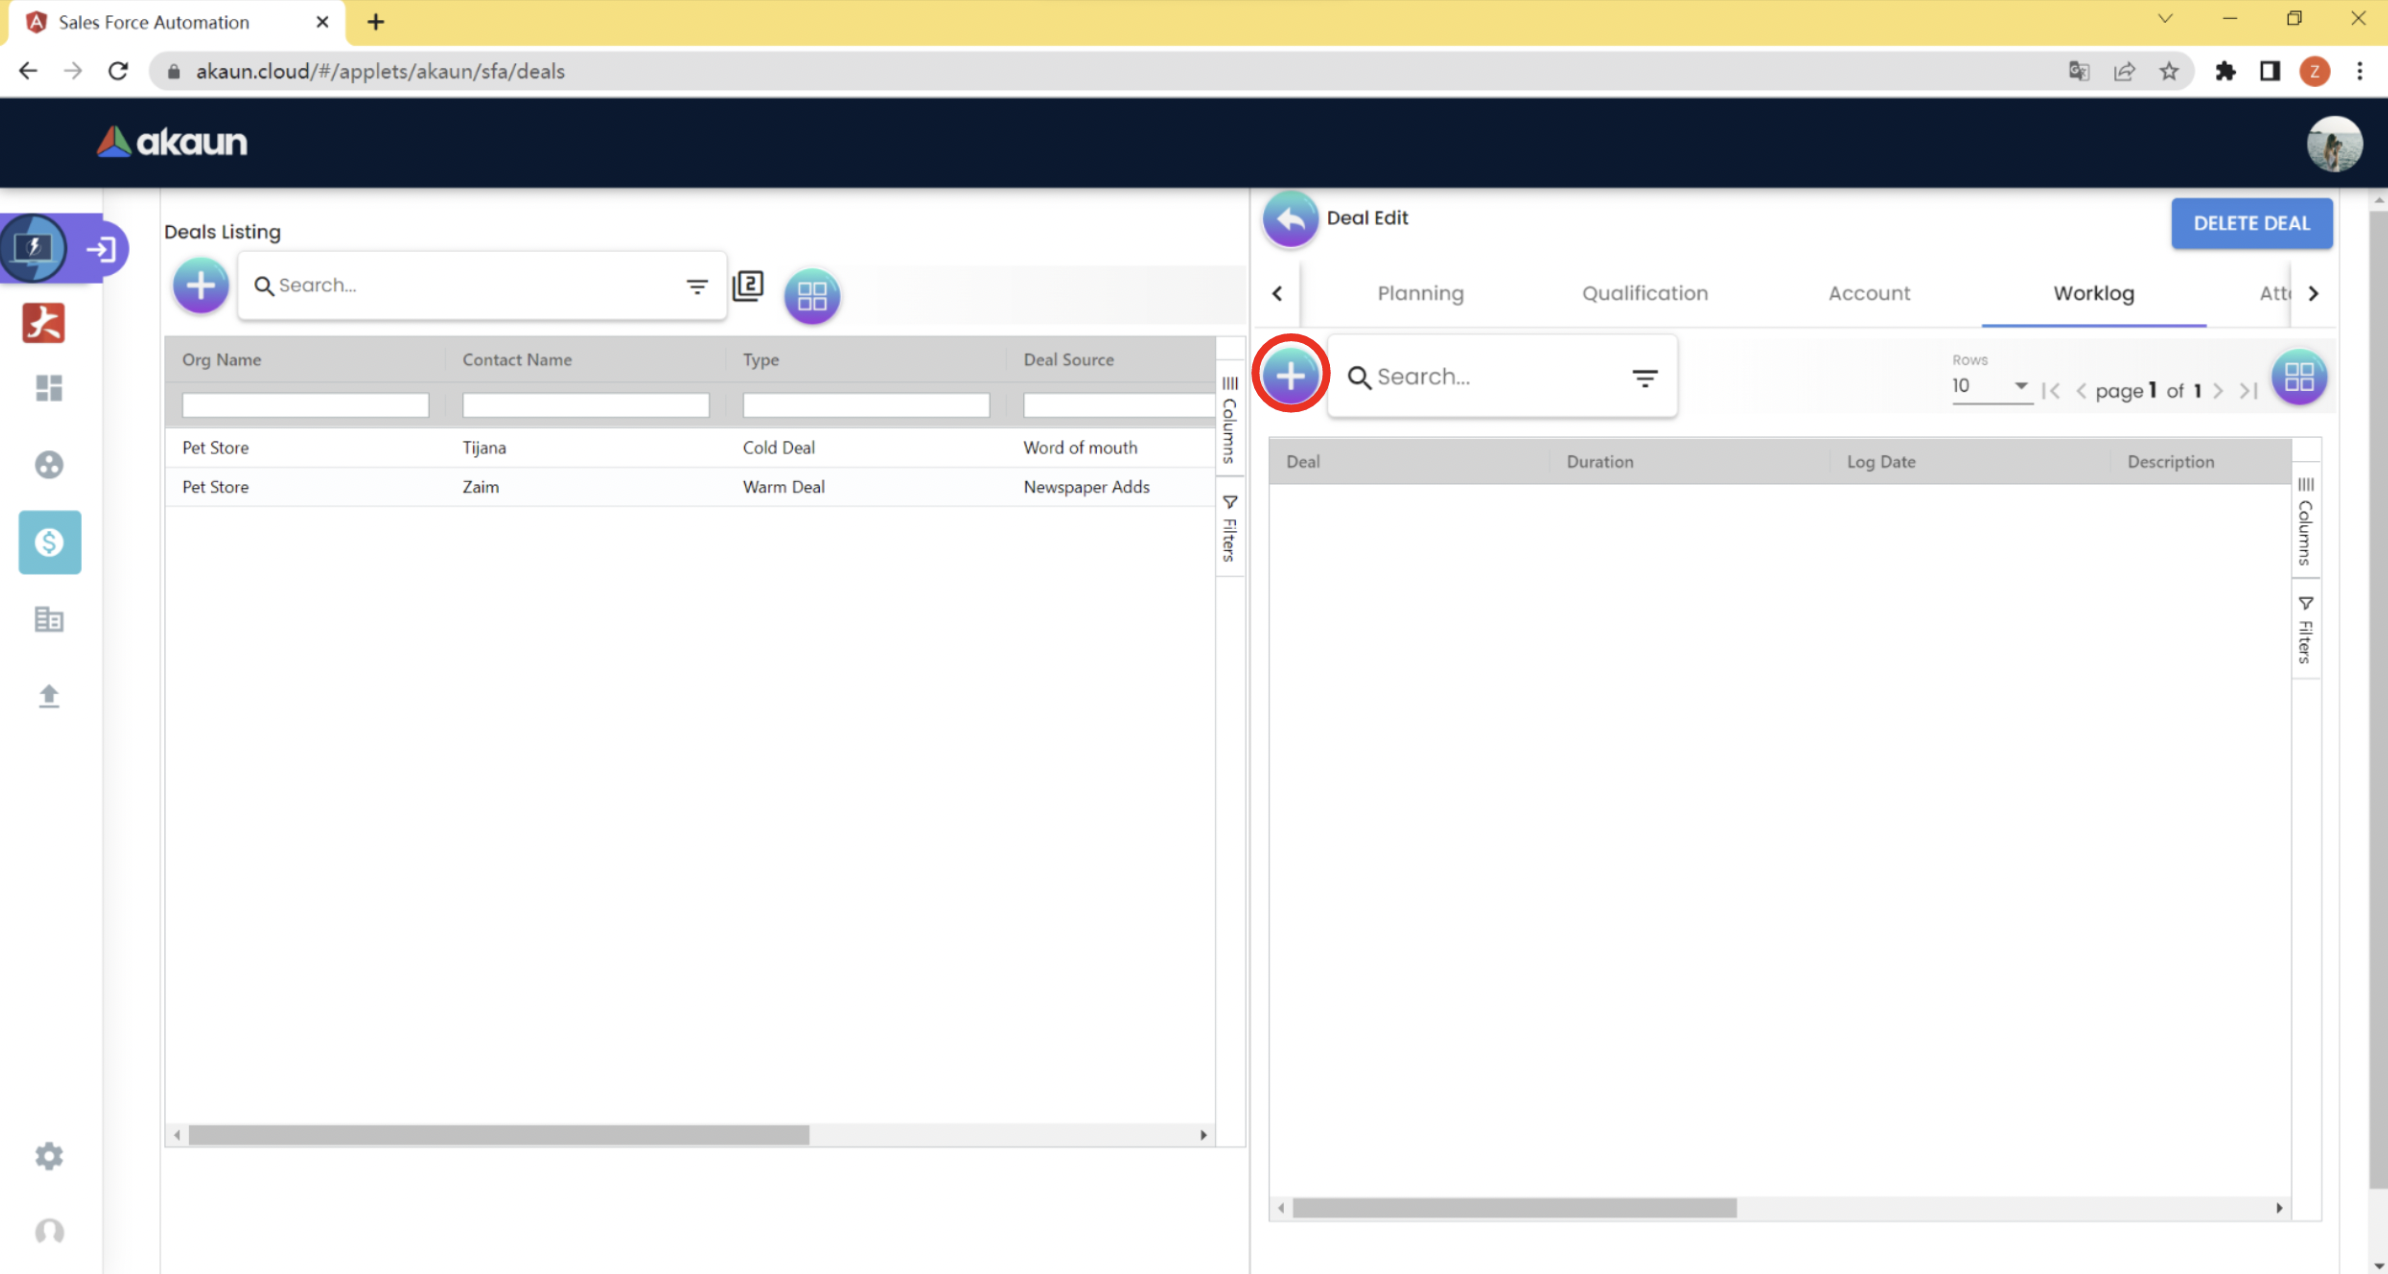 Sales Force Automation
akaun.cloud/#/applets/akaun/sfa/deals
Z
akaun
Deals Listing
Search...
2
Org Name Contact Name Type Deal Source
Pet Store Tijana Cold Deal Word of mouth
Pet Store Zaim Warm Deal Newspaper Adds
Columns
Filters
Deal Edit
DELETE DEAL
Planning Qualification Account Worklog Att
Search...
Rows
10
page 1 of 1
Deal Duration Log Date Description
Columns
Filters